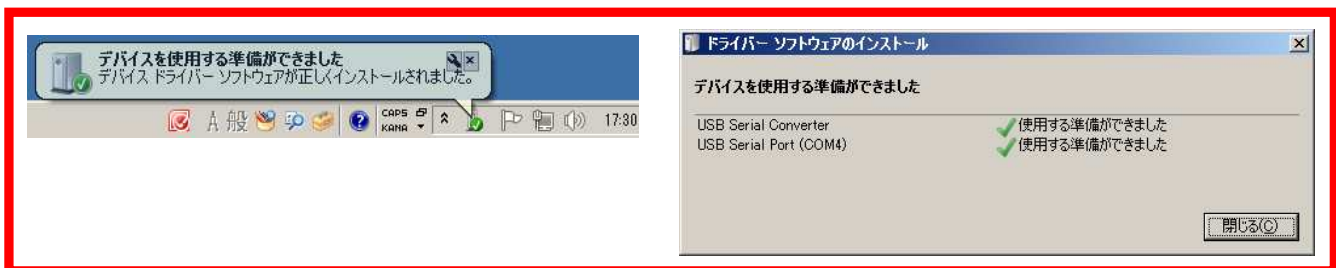 デバイスを使用する準備ができました
デバイス ドライバー ソフトウェアが正しくインストールされました。
A 般
CAPS
KANA
17:30
ドライバー ソフトウェアのインストール
デバイスを使用する準備ができました
USB Serial Converter 使用する準備ができました
USB Serial Port (COM4) 使用する準備ができました
閉じる(C)